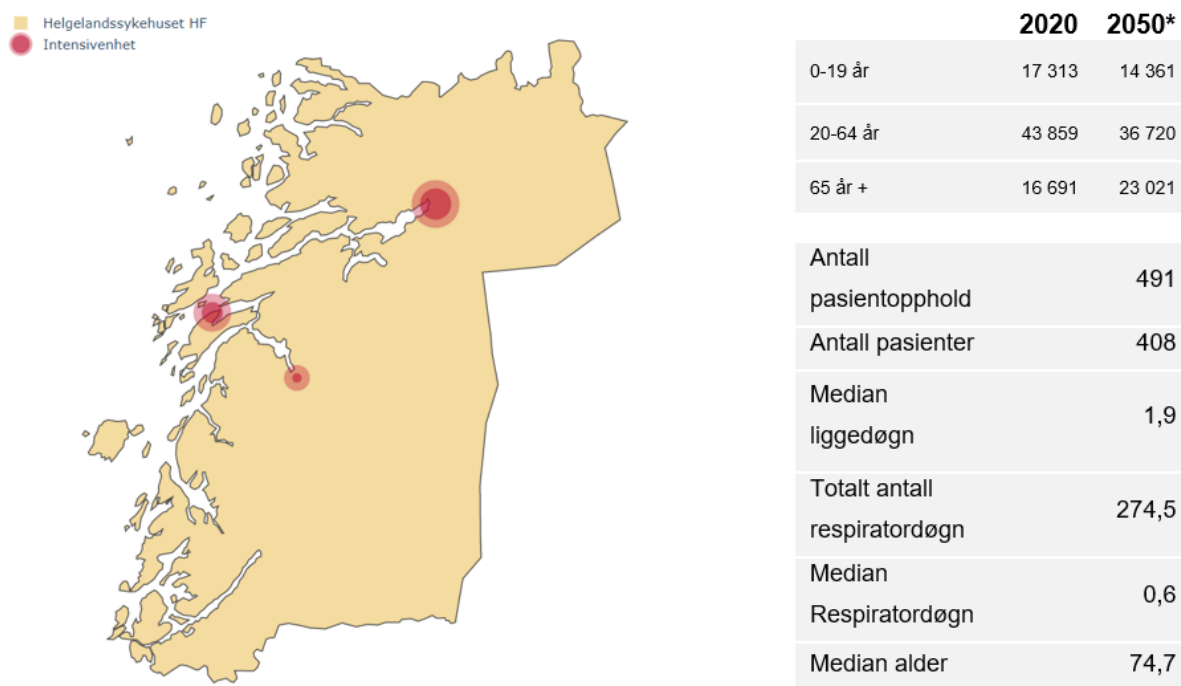 Helgelandssykehuset HF
Intensivenhet
2020 2050*
0-19 år 17 313 14 361
20-64 år 43 859 36 720
65 år + 16 691 23 021
Antall
pasientopphold 491
Antall pasienter 408
Median
liggedøgn 1,9
Totalt antall
respiratordøgn 274,5
Median
Respiratordøgn 0,6
Median alder 74,7